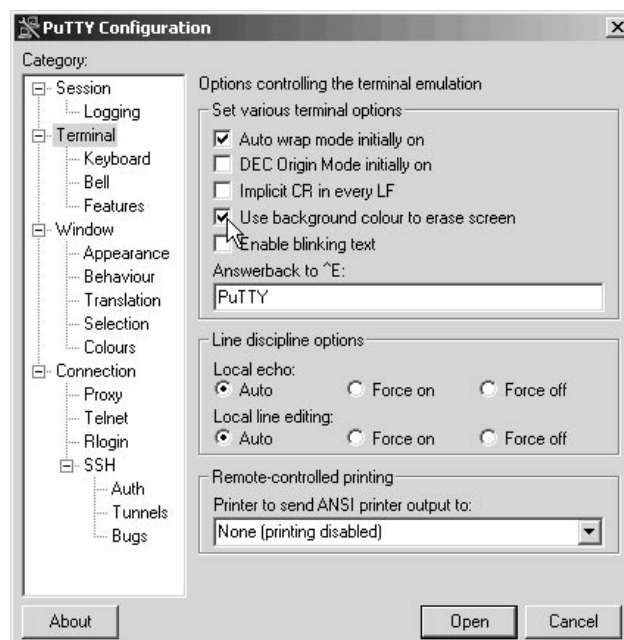 PuTTY Configuration
Category:
Session
Logging
Terminal
Keyboard
Bell
Features
Window
Appearance
Behaviour
Translation
Selection
Colours
Connection
Proxy
Telnet
Rlogin
SSH
Auth
Tunnels
Bugs
Options controlling the terminal emulation
Set various terminal options
Auto wrap mode initially on
DEC Origin Mode initially on
Implicit CR in every LF
Use background colour to erase screen
Enable blinking text
Answerback to ^E:
PuTTY
Line discipline options
Local echo:
Auto Force on Force off
Local line editing:
Auto Force on Force off
Remote-controlled printing
Printer to send ANSI printer output to:
None (printing disabled)
About Open Cancel